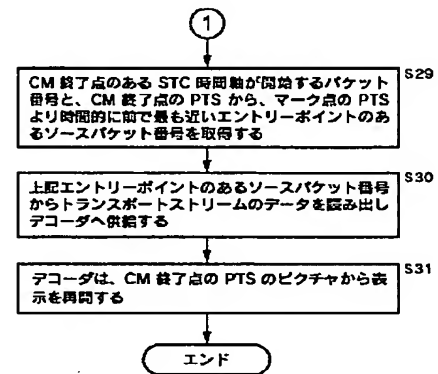 1
S29
CM 終了点のある STC 時間軸が開始するパケット
番号と、CM 終了点の PTS から、マーク点の PTS
より時間的に前で最も近いエントリーポイントのあ
るソースパケット番号を取得する
S30
上記エントリーポイントのあるソースパケット番号
からトランスポートストリームのデータを読み出し
デコーダへ供給する
S31
デコーダは、CM 終了点の PTS のピクチャから表
示を再開する
エンド